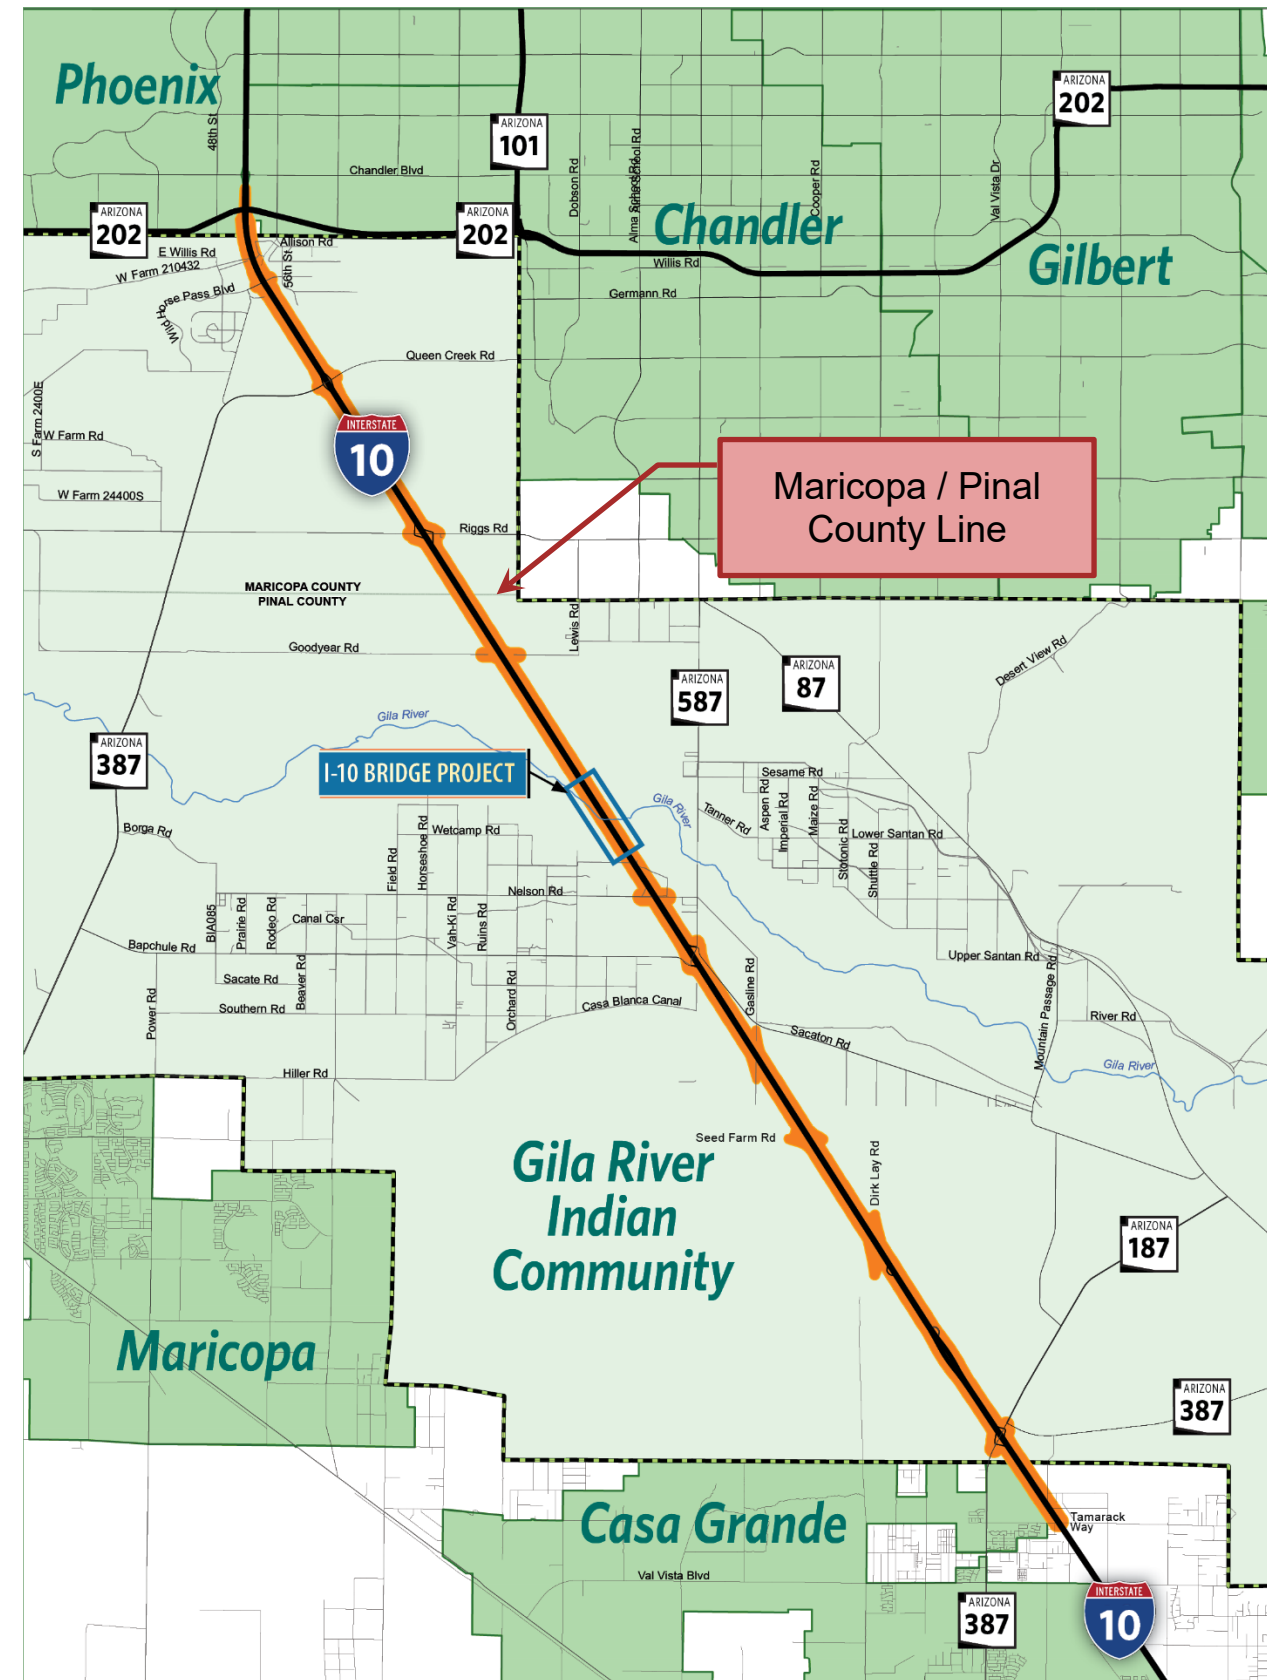 Phoenix
48th St
ARIZONA
101
ARIZONA
202
Chandler Blvd
Dobson Rd
Cooper Rd
Val Vista Dr
Chandler
Gilbert
ARIZONA
202
ARIZONA
202
E Willis Rd
Allison Rd
56th St
W Farm 210432
Wild Horse Pass Blvd
Willis Rd
Germann Rd
Queen Creek Rd
S Farm 2400E
W Farm Rd
INTERSTATE
10
W Farm 24400S
Riggs Rd
Maricopa / Pinal
County Line
MARICOPA COUNTY
PINAL COUNTY
Lewis Rd
Goodyear Rd
Desert View Rd
ARIZONA
587
ARIZONA
87
Gila River
ARIZONA
387
I-10 BRIDGE PROJECT
Sesame Rd
Aspen Rd
Imperial Rd
Maize Rd
Gila River
Tanner Rd
Stotonic Rd
Shuttle Rd
Lower Santan Rd
Borga Rd
Wetcamp Rd
Field Rd
Horseshoe Rd
Nelson Rd
BIA085
Prairie Rd
Rodeo Rd
Canal Csr
Vah-Ki Rd
Ruins Rd
Bapchule Rd
Upper Santan Rd
Sacate Rd
Beaver Rd
Orchard Rd
Gasline Rd
Mountain Passage Rd
Power Rd
Southern Rd
Casa Blanca Canal
Sacaton Rd
River Rd
Hiller Rd
Gila River
Seed Farm Rd
Dirk Lay Rd
Gila River
Indian
Community
ARIZONA
187
Maricopa
ARIZONA
387
Casa Grande
Tamarack
Way
Val Vista Blvd
ARIZONA
387
INTERSTATE
10